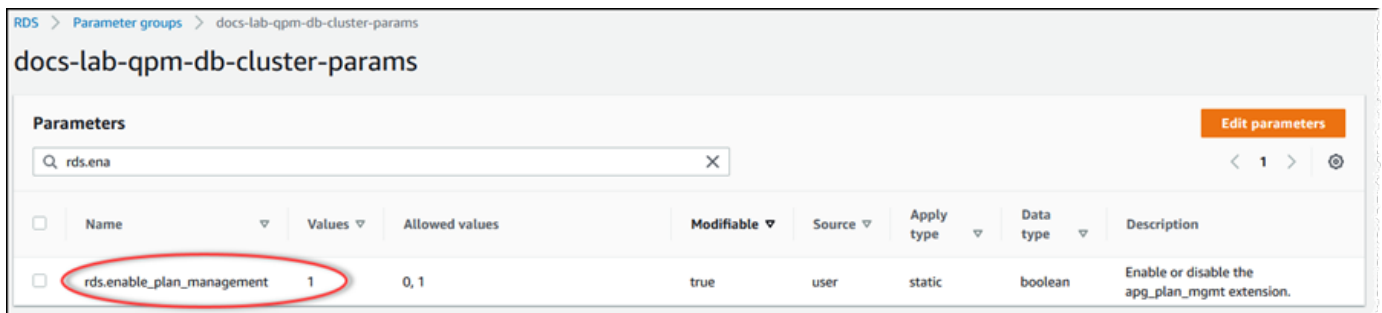 RDS > Parameter groups > docs-lab-qpm-db-cluster-params
docs-lab-qpm-db-cluster-params
Parameters
Edit parameters
rds.ena
< 1 >
Name Values Allowed values Modifiable Source Apply type Data type Description
rds.enable_plan_management 1 0, 1 true user static boolean Enable or disable the
apg_plan_mgmt extension.